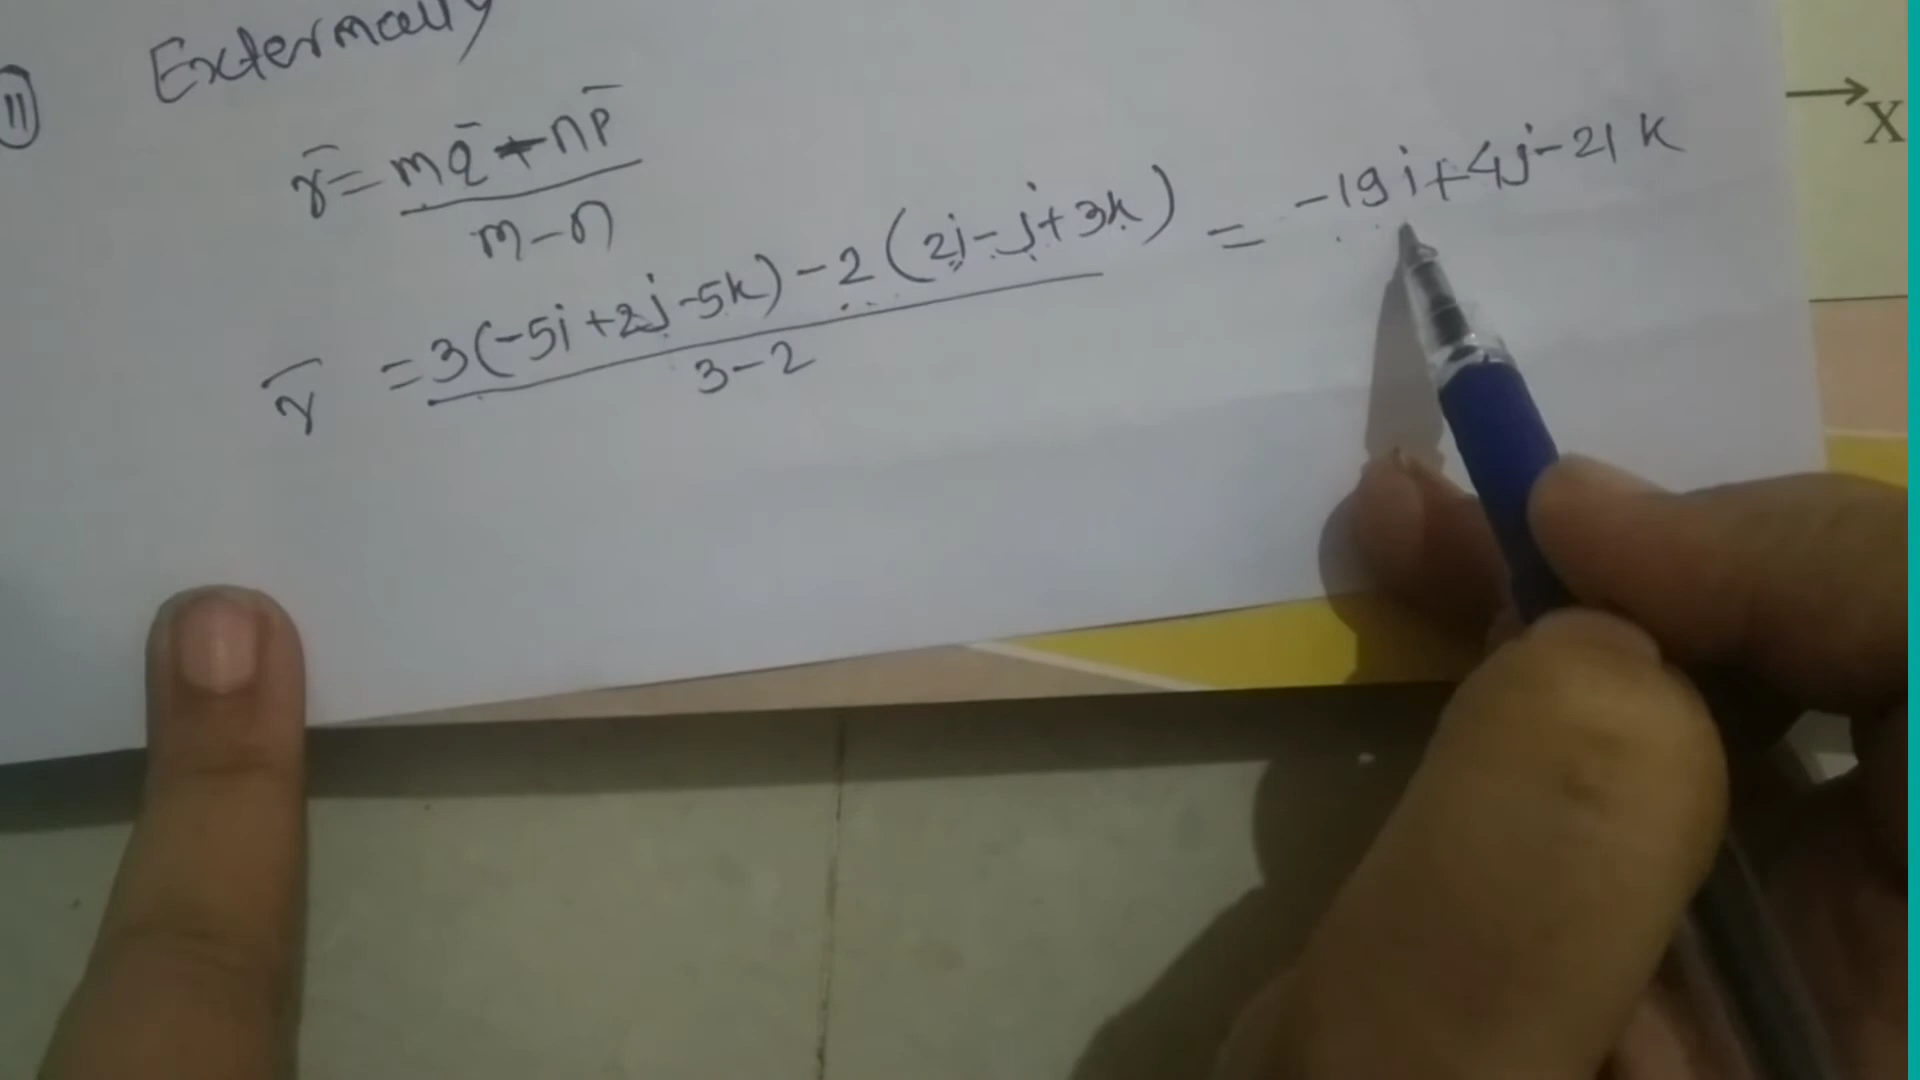 (II) Externally
r̄ = mq̄ - np̄ / m-n
r̄ = 3(-5i+2j-5k)-2(2i-j+3k) / 3-2 = -19i+4j-21k
X